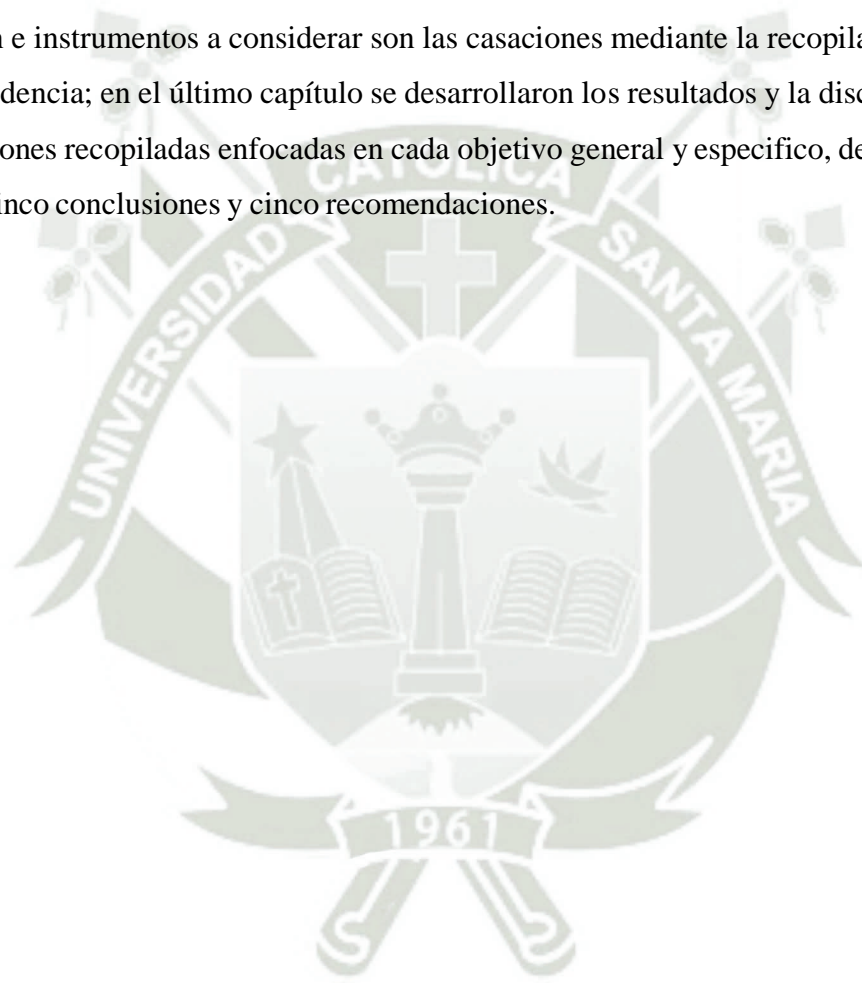 n e instrumentos a considerar son las casaciones mediante la recopila
dencia; en el último capítulo se desarrollaron los resultados y la disc
ones recopiladas enfocadas en cada objetivo general y especifico, de
inco conclusiones y cinco recomendaciones.
UNIVERSIDAD CATOLICA SANTA MARIA
1961